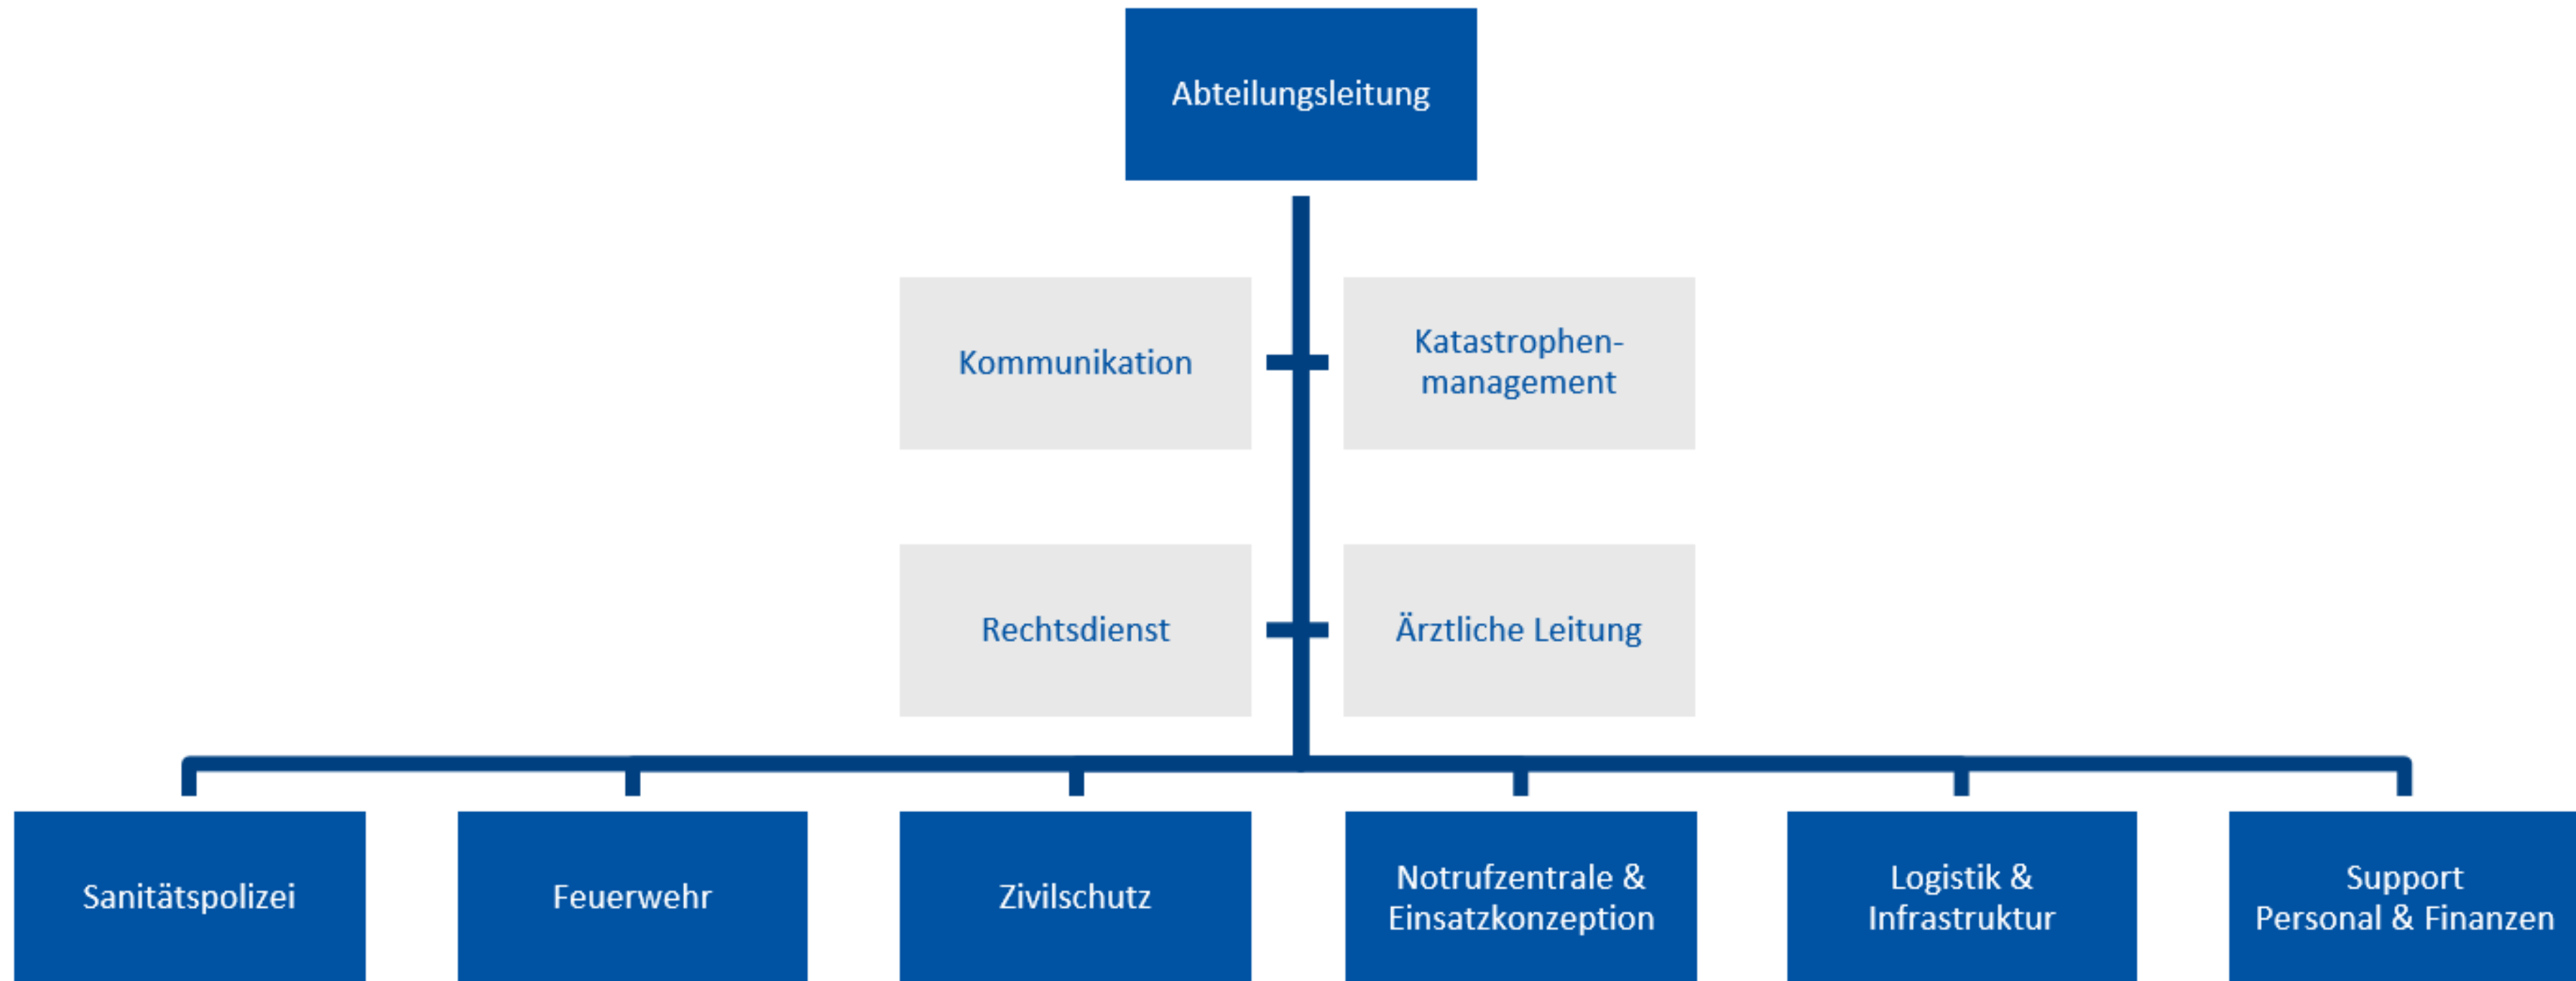 Abteilungsleitung
Kommunikation
Katastrophen-
management
Rechtsdienst
Ärztliche Leitung
Sanitätspolizei
Feuerwehr
Zivilschutz
Notrufzentrale &
Einsatzkonzeption
Logistik &
Infrastruktur
Support
Personal & Finanzen